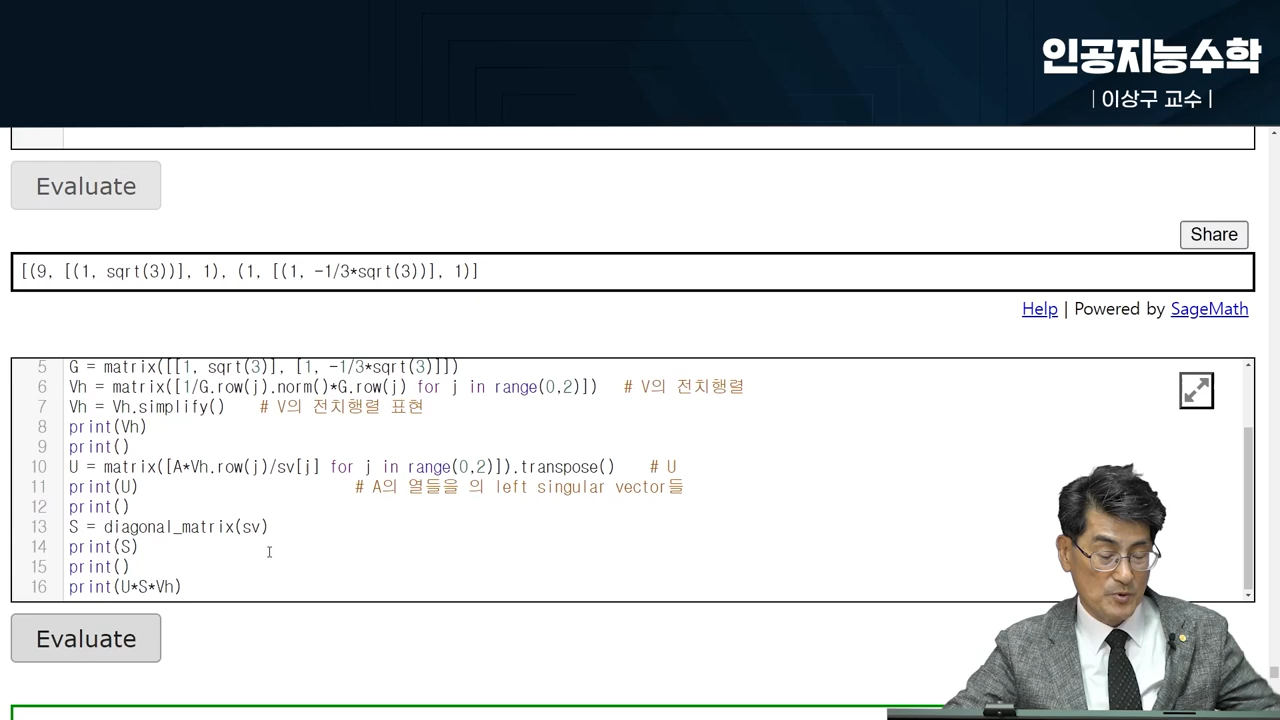 인공지능수학
| 이상구 교수 |
Evaluate
Share
[(9, [(1, sqrt(3))], 1), (1, [(1, -1/3*sqrt(3))], 1)]
Help | Powered by SageMath
5 G = matrix([[1, sqrt(3)], [1, -1/3*sqrt(3)]])
6 Vh = matrix([1/G.row(j).norm()*G.row(j) for j in range(0,2)]) # V의 전치행렬
7 Vh = Vh.simplify() # V의 전치행렬 표현
8 print(Vh)
9 print()
10 U = matrix([A*Vh.row(j)/sv[j] for j in range(0,2)]).transpose() # U
11 print(U) # A의 열들을 의 left singular vector들
12 print()
13 S = diagonal_matrix(sv)
14 print(S)
15 print()
16 print(U*S*Vh)
Evaluate